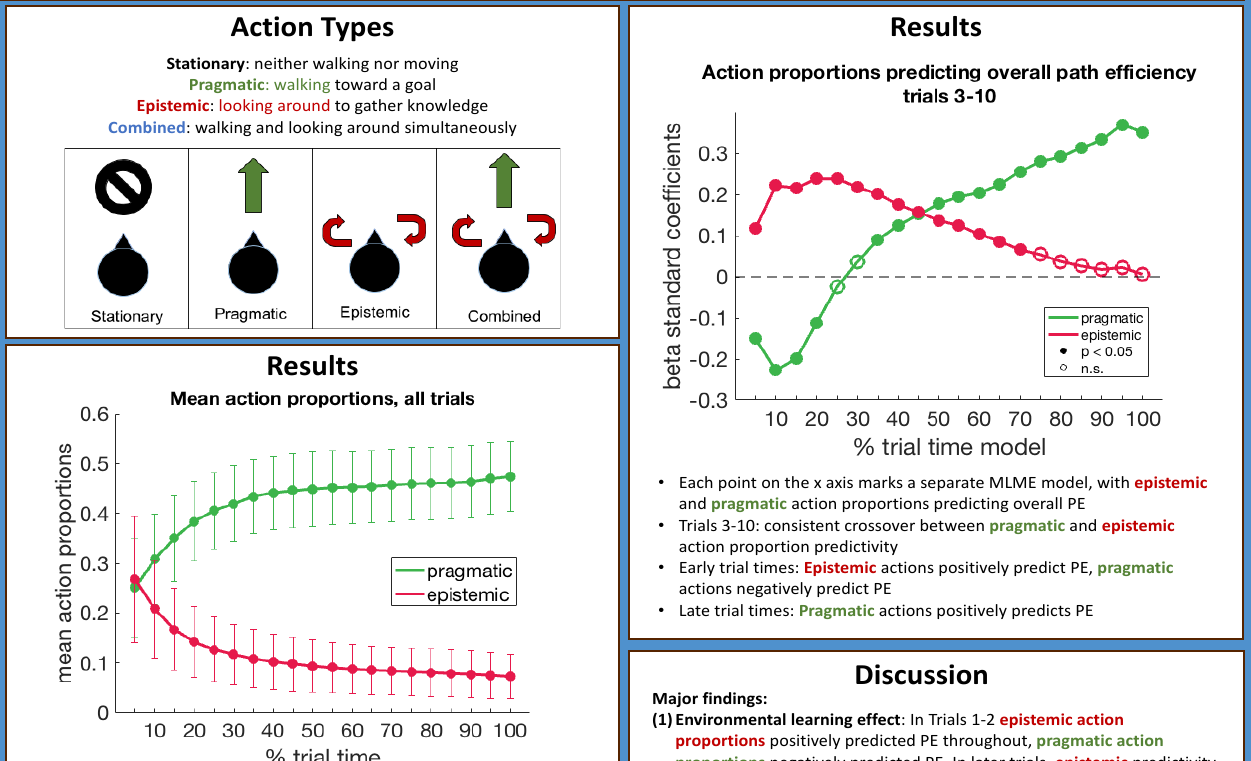 Action Types
Stationary: neither walking nor moving
Pragmatic: walking toward a goal
Epistemic: looking around to gather knowledge
Combined: walking and looking around simultaneously
Stationary
Pragmatic
Epistemic
Combined
Results
Mean action proportions, all trials
mean action proportions
0.6
0.5
0.4
0.3
0.2
0.1
0
pragmatic
epistemic
10 20 30 40 50 60 70 80 90 100
% trial time
Results
Action proportions predicting overall path efficiency
trials 3-10
beta standard coefficients
0.3
0.2
0.1
0
-0.1
-0.2
-0.3
pragmatic
epistemic
p < 0.05
n.s.
10 20 30 40 50 60 70 80 90 100
% trial time model
• Each point on the x axis marks a separate MLME model, with epistemic
and pragmatic action proportions predicting overall PE
• Trials 3-10: consistent crossover between pragmatic and epistemic
action proportion predictivity
• Early trial times: Epistemic actions positively predict PE, pragmatic
actions negatively predict PE
• Late trial times: Pragmatic actions positively predicts PE
Discussion
Major findings:
(1) Environmental learning effect: In Trials 1-2 epistemic action
proportions positively predicted PE throughout, pragmatic action
proportions negatively predicted PE. In later trials, epistemic predictivity